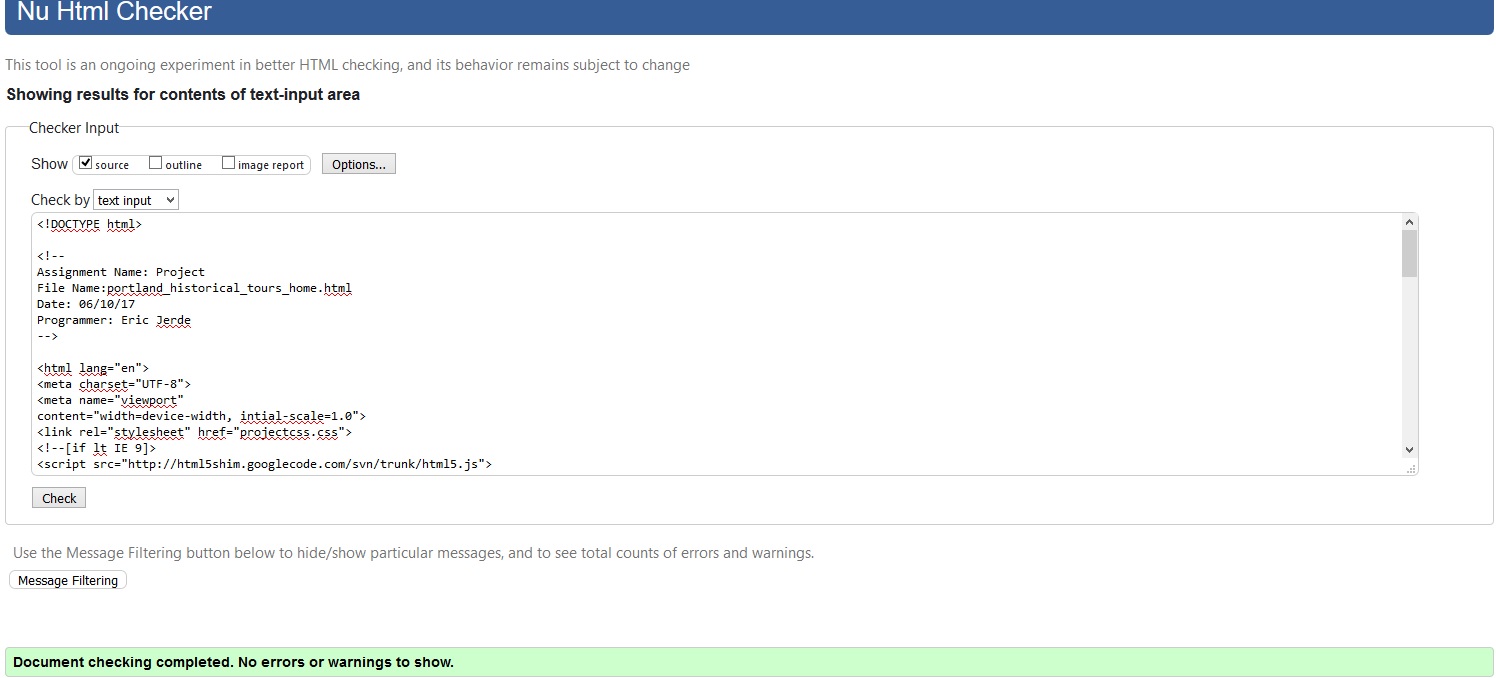 Nu Html Checker
This tool is an ongoing experiment in better HTML checking, and its behavior remains subject to change
Showing results for contents of text-input area
Checker Input
Show source outline image report Options...
Check by text input
<!DOCTYPE html>
<!--
Assignment Name: Project
File Name:portland_historical_tours_home.html
Date: 06/10/17
Programmer: Eric Jerde
-->
<html lang="en">
<meta charset="UTF-8">
<meta name="viewport"
content="width=device-width, intial-scale=1.0">
<link rel="stylesheet" href="projectcss.css">
<!--[if lt IE 9]>
<script src="http://html5shim.googlecode.com/svn/trunk/html5.js">
Check
Use the Message Filtering button below to hide/show particular messages, and to see total counts of errors and warnings.
Message Filtering
Document checking completed. No errors or warnings to show.